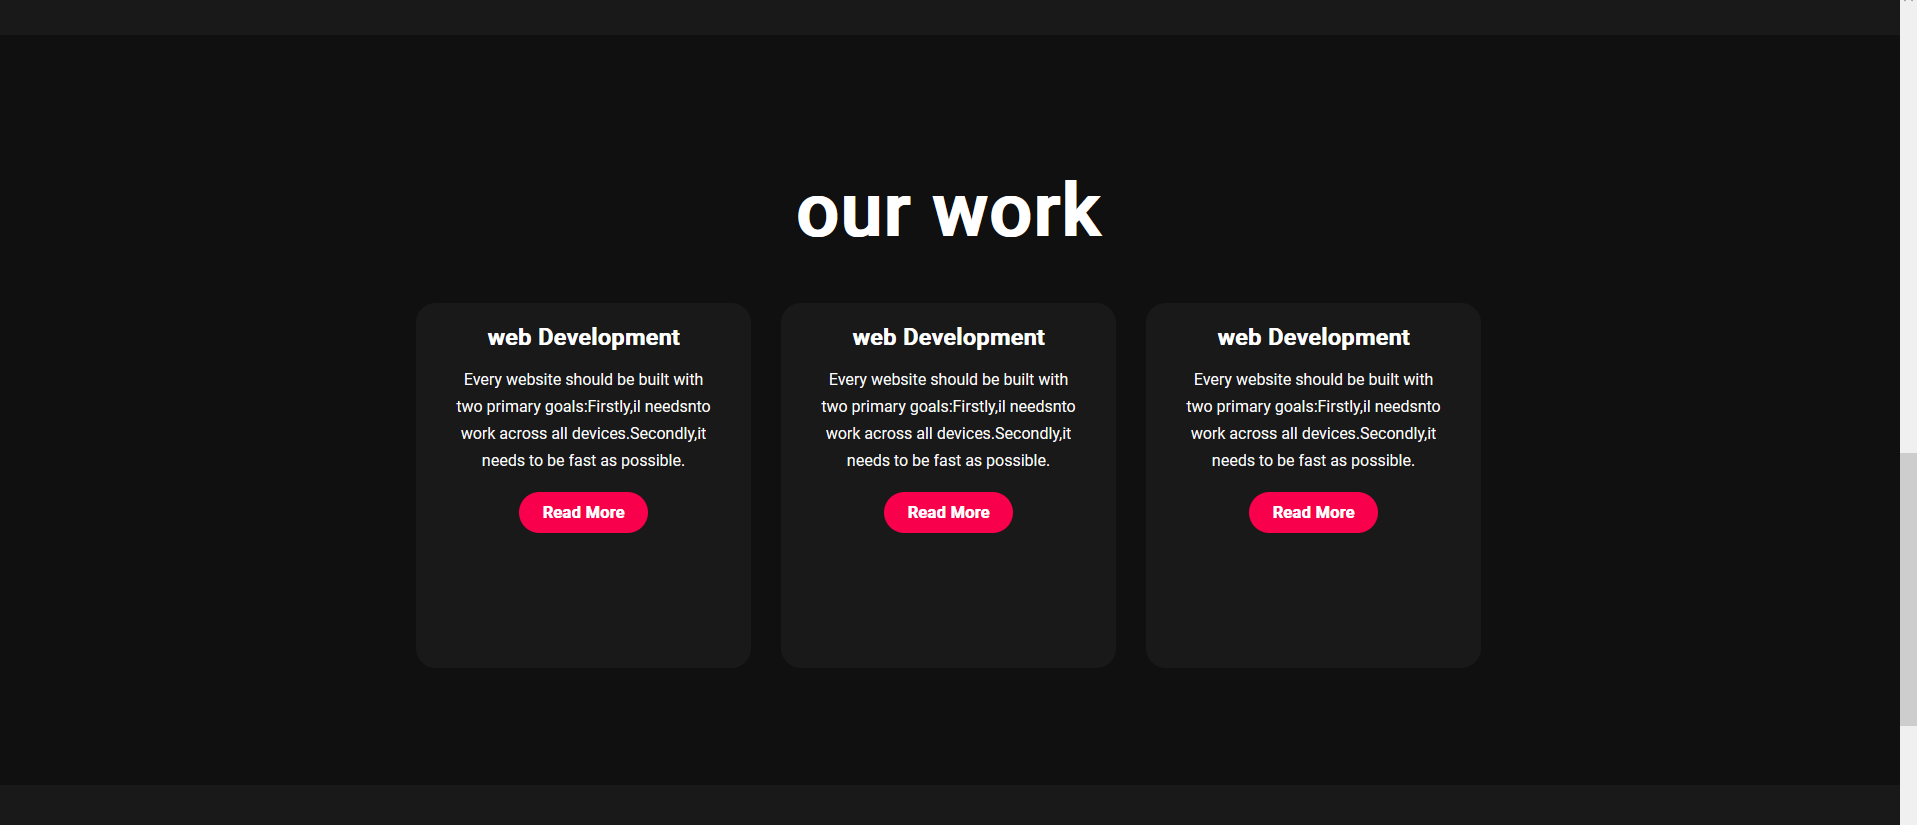 our work
web Development
Every website should be built with
two primary goals:Firstly,il needsnto
work across all devices.Secondly,it
needs to be fast as possible.
Read More
web Development
Every website should be built with
two primary goals:Firstly,il needsnto
work across all devices.Secondly,it
needs to be fast as possible.
Read More
web Development
Every website should be built with
two primary goals:Firstly,il needsnto
work across all devices.Secondly,it
needs to be fast as possible.
Read More